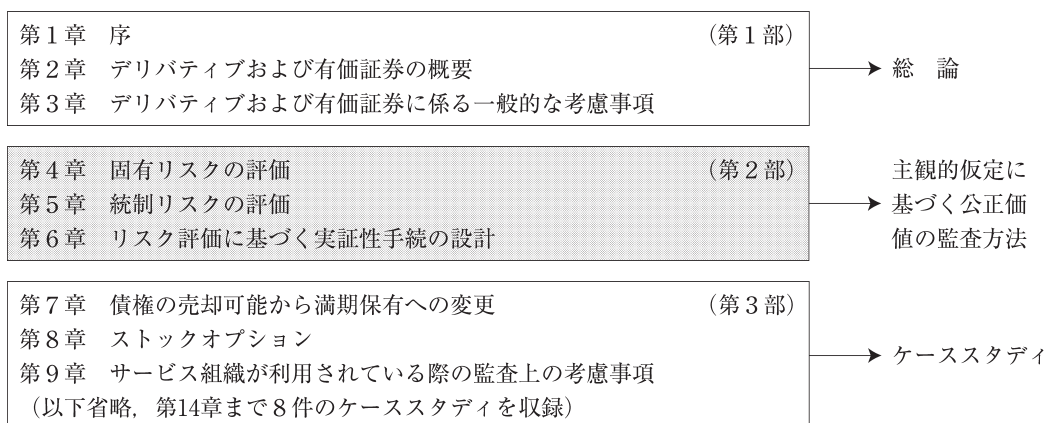 第1章　序　（第1部）
第2章　デリバティブおよび有価証券の概要
第3章　デリバティブおよび有価証券に係る一般的な考慮事項
総　論
第4章　固有リスクの評価　（第2部）
第5章　統制リスクの評価
第6章　リスク評価に基づく実証性手続の設計
主観的仮定に
基づく公正価
値の監査方法
第7章　債権の売却可能から満期保有への変更　（第3部）
第8章　ストックオプション
第9章　サービス組織が利用されている際の監査上の考慮事項
（以下省略，第14章まで8件のケーススタディを収録）
ケーススタディ